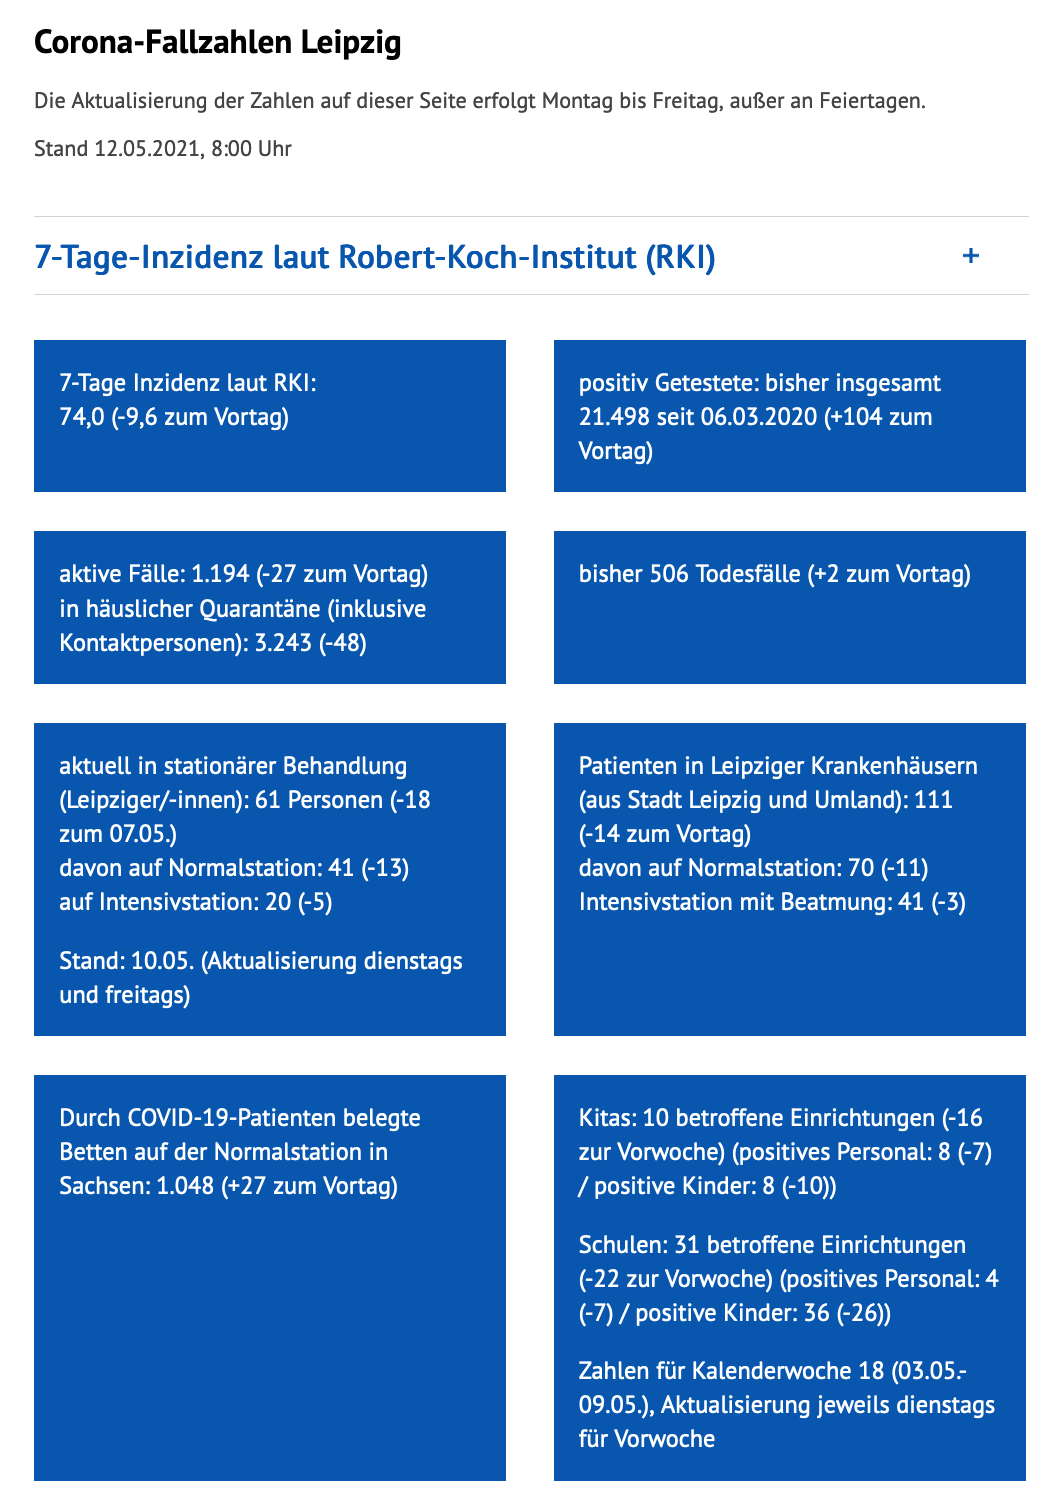 Corona-Fallzahlen Leipzig
Die Aktualisierung der Zahlen auf dieser Seite erfolgt Montag bis Freitag, außer an Feiertagen.
Stand 12.05.2021, 8:00 Uhr
7-Tage-Inzidenz laut Robert-Koch-Institut (RKI) +
7-Tage Inzidenz laut RKI:
74,0 (-9,6 zum Vortag)
positiv Getestete: bisher insgesamt
21.498 seit 06.03.2020 (+104 zum
Vortag)
aktive Fälle: 1.194 (-27 zum Vortag)
in häuslicher Quarantäne (inklusive
Kontaktpersonen): 3.243 (-48)
bisher 506 Todesfälle (+2 zum Vortag)
aktuell in stationärer Behandlung
(Leipziger/-innen): 61 Personen (-18
zum 07.05.)
davon auf Normalstation: 41 (-13)
auf Intensivstation: 20 (-5)
Stand: 10.05. (Aktualisierung dienstags
und freitags)
Patienten in Leipziger Krankenhäusern
(aus Stadt Leipzig und Umland): 111
(-14 zum Vortag)
davon auf Normalstation: 70 (-11)
Intensivstation mit Beatmung: 41 (-3)
Durch COVID-19-Patienten belegte
Betten auf der Normalstation in
Sachsen: 1.048 (+27 zum Vortag)
Kitas: 10 betroffene Einrichtungen (-16
zur Vorwoche) (positives Personal: 8 (-7)
/ positive Kinder: 8 (-10))
Schulen: 31 betroffene Einrichtungen
(-22 zur Vorwoche) (positives Personal: 4
(-7) / positive Kinder: 36 (-26))
Zahlen für Kalenderwoche 18 (03.05.-
09.05.), Aktualisierung jeweils dienstags
für Vorwoche